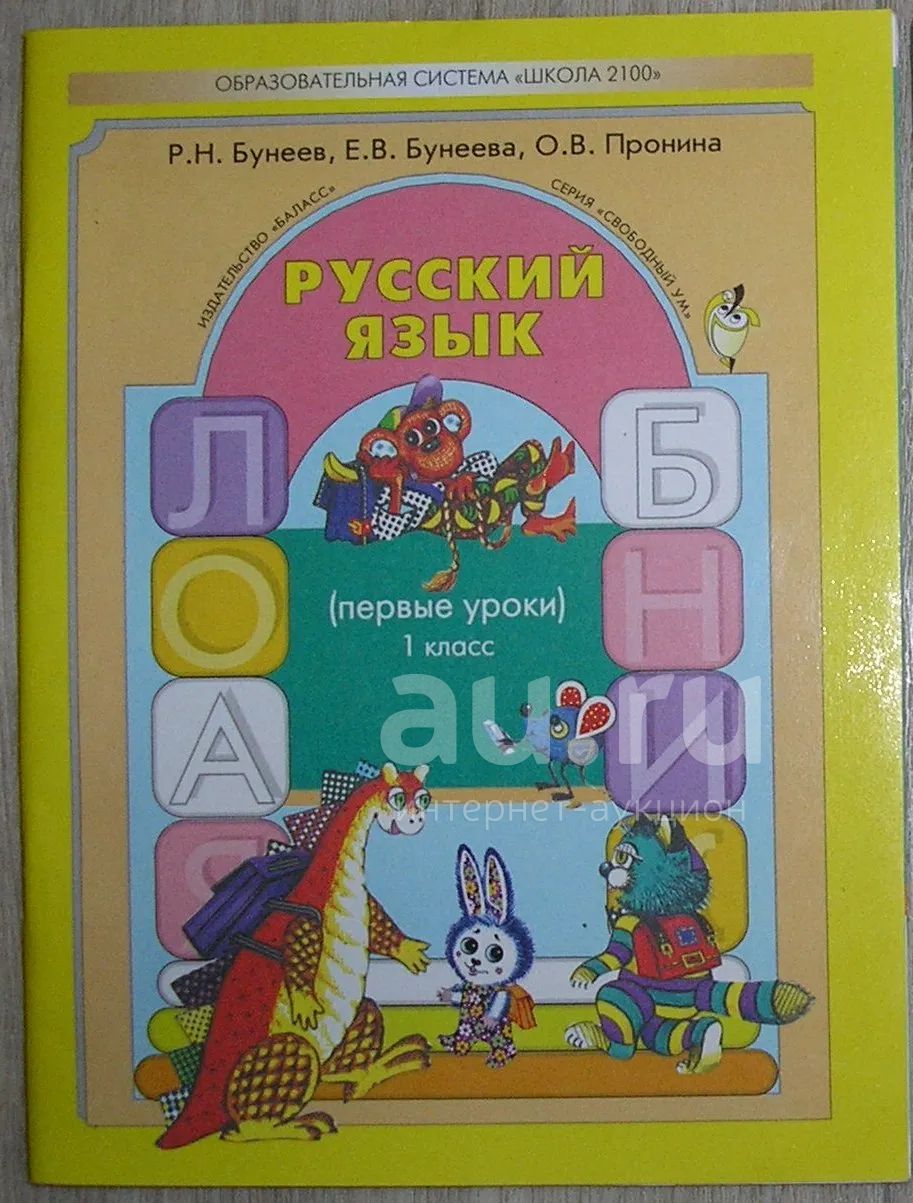 ОБРАЗОВАТЕЛЬНАЯ СИСТЕМА «ШКОЛА 2100»
Р.Н. Бунеев, Е.В. Бунеева, О.В. Пронина
ИЗДАТЕЛЬСТВО «БАЛАСС»
СЕРИЯ «СВОБОДНЫЙ УМ»
РУССКИЙ
ЯЗЫК
Л
Б
О
Н
(первые уроки)
1 класс
А
И
au.ru
интернет-аукцион